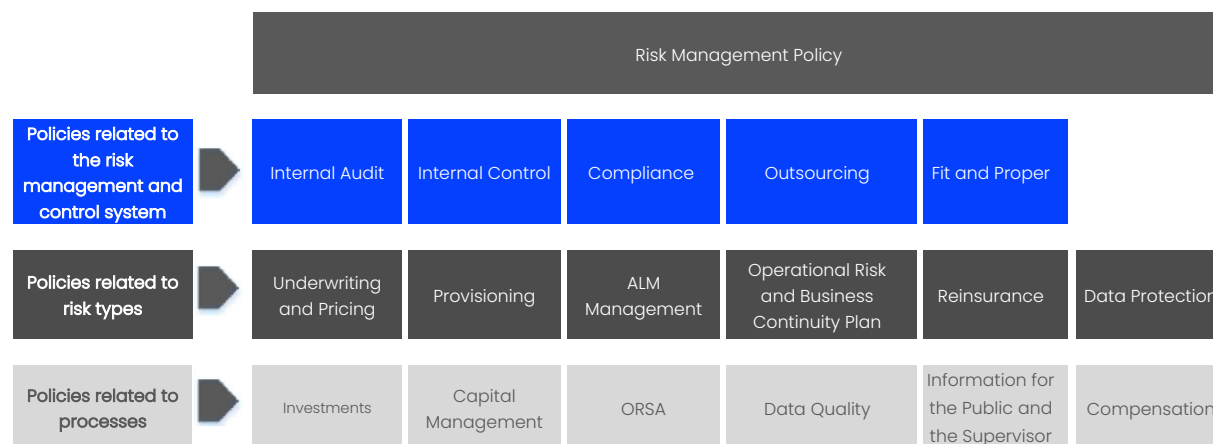 Risk Management Policy
Policies related to
the risk
management and
control system
Internal Audit
Internal Control
Compliance
Outsourcing
Fit and Proper
Policies related to
risk types
Underwriting
and Pricing
Provisioning
ALM
Management
Operational Risk
and Business
Continuity Plan
Reinsurance
Data Protection
Policies related to
processes
Investments
Capital
Management
ORSA
Data Quality
Information for
the Public and
the Supervisor
Compensation